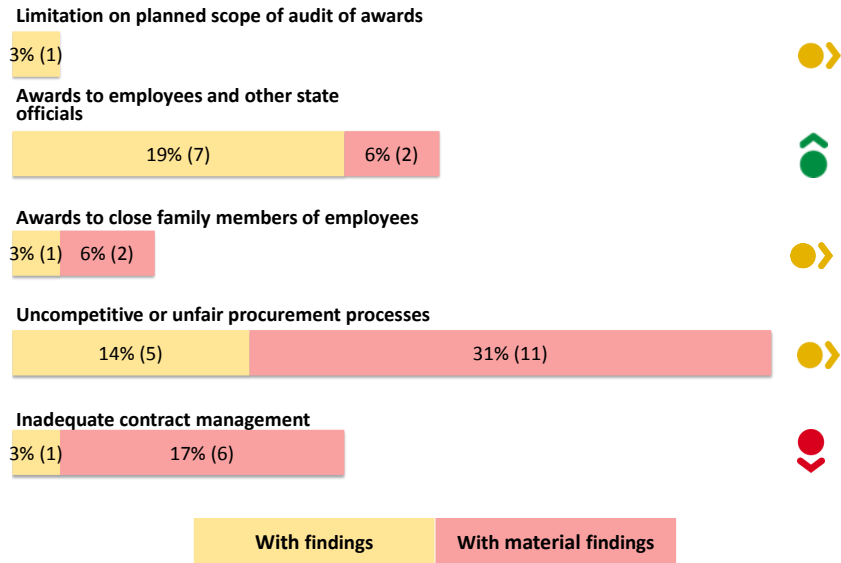 Limitation on planned scope of audit of awards
3% (1)
Awards to employees and other state
officials
19% (7) 6% (2)
Awards to close family members of employees
3% (1) 6% (2)
Uncompetitive or unfair procurement processes
14% (5) 31% (11)
Inadequate contract management
3% (1) 17% (6)
With findings With material findings